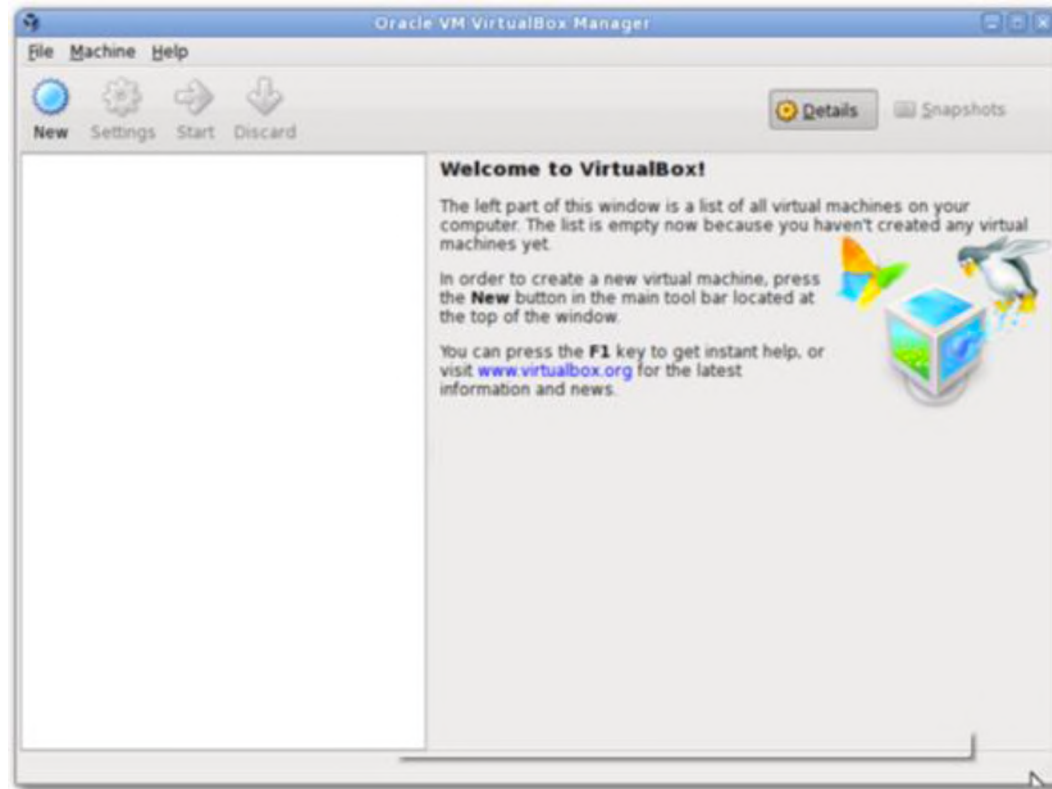 Oracle VM VirtualBox Manager
File Machine Help
New Settings Start Discard
Details Snapshots
Welcome to VirtualBox!
The left part of this window is a list of all virtual machines on your
computer. The list is empty now because you haven't created any virtual
machines yet.
In order to create a new virtual machine, press
the New button in the main tool bar located at
the top of the window.
You can press the F1 key to get instant help, or
visit www.virtualbox.org for the latest
information and news.